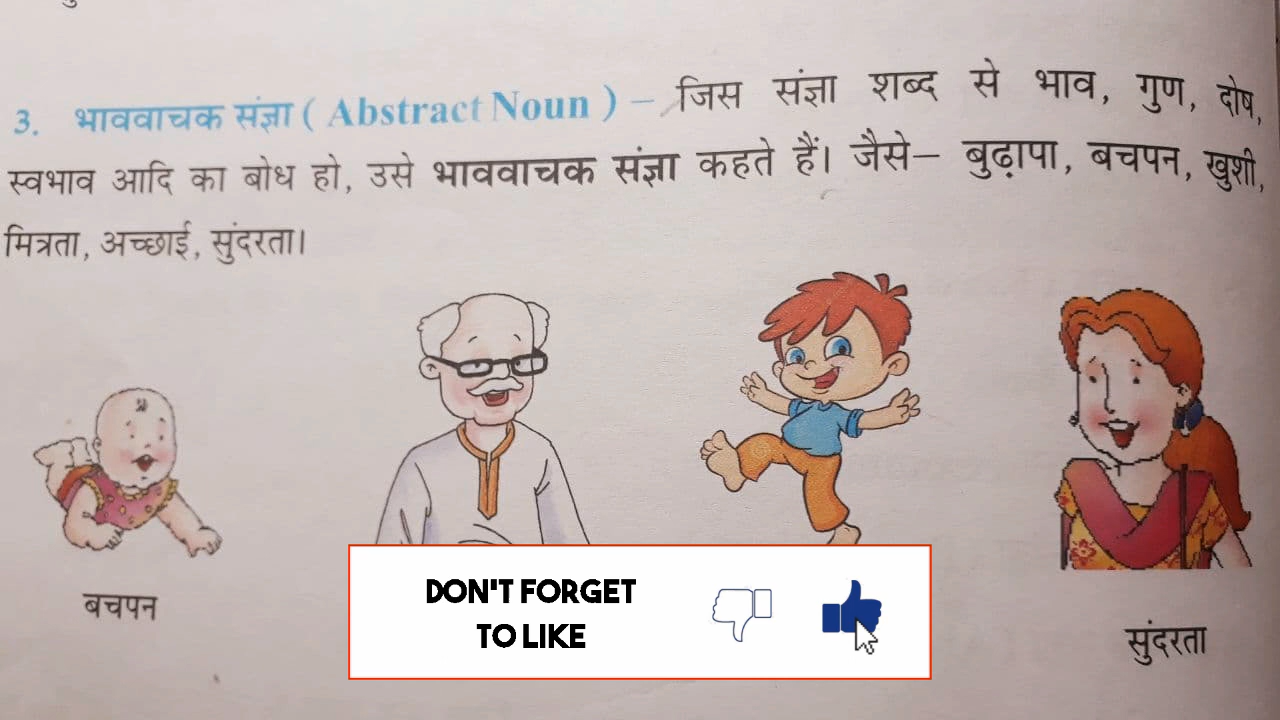 3. भाववाचक संज्ञा ( Abstract Noun ) – जिस संज्ञा शब्द से भाव, गुण, दोष,
स्वभाव आदि का बोध हो, उसे भाववाचक संज्ञा कहते हैं। जैसे– बुढ़ापा, बचपन, खुशी,
मित्रता, अच्छाई, सुंदरता।
बचपन
DON'T FORGET
TO LIKE
सुंदरता